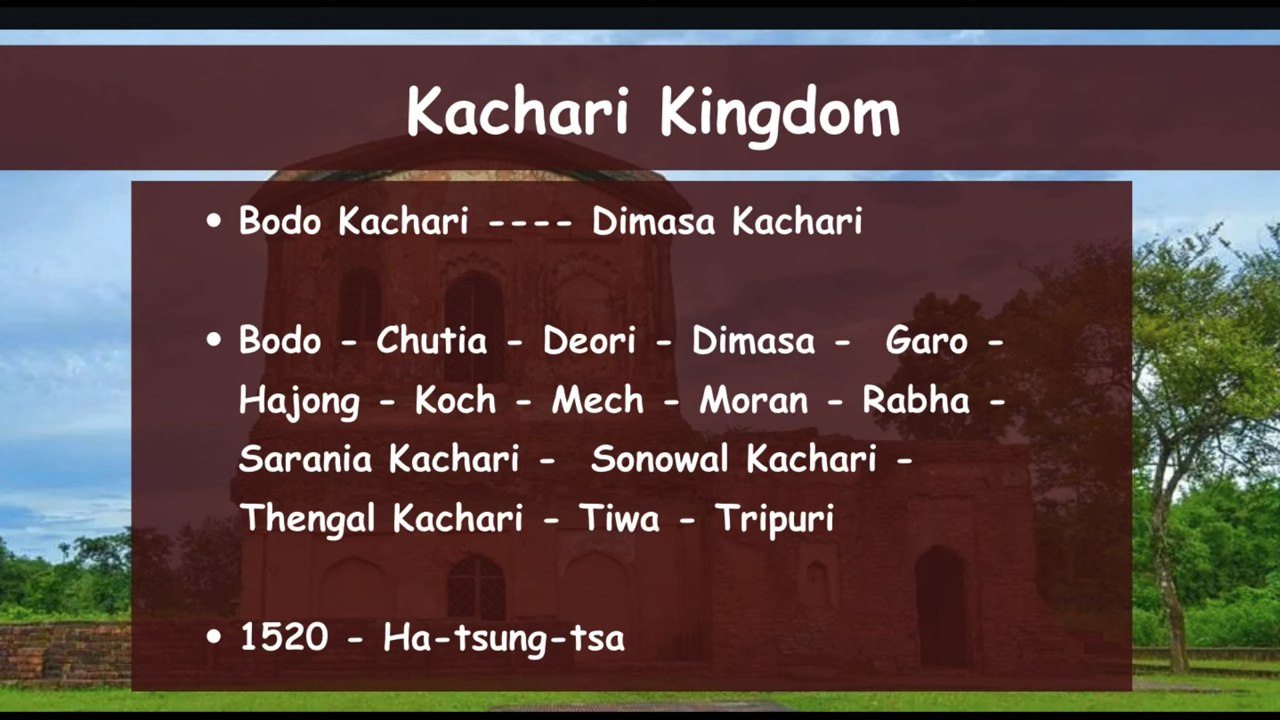 Kachari Kingdom
• Bodo Kachari ---- Dimasa Kachari
• Bodo - Chutia - Deori - Dimasa - Garo -
Hajong - Koch - Mech - Moran - Rabha -
Sarania Kachari - Sonowal Kachari -
Thengal Kachari - Tiwa - Tripuri
• 1520 - Ha-tsung-tsa